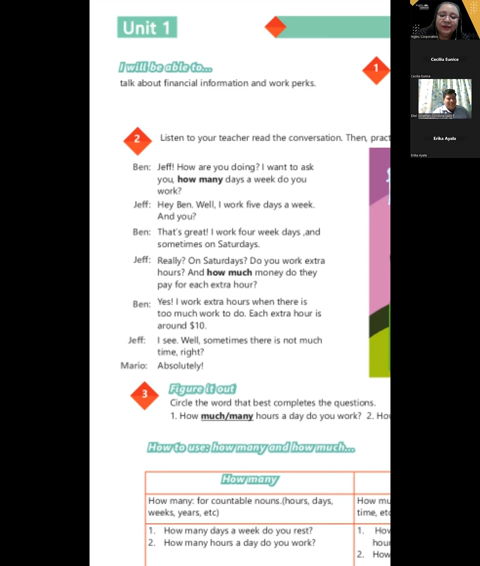 Unit 1
I will be able to...
1
talk about financial information and work perks.
2
Listen to your teacher read the conversation. Then, pract
Ben: Jeff! How are you doing? I want to ask
you, how many days a week do you
work?
Jeff: Hey Ben. Well, I work five days a week.
And you?
Ben: That's great! I work four week days ,and
sometimes on Saturdays.
Jeff: Really? On Saturdays? Do you work extra
hours? And how much money do they
pay for each extra hour?
Ben: Yes! I work extra hours when there is
too much work to do. Each extra hour is
around $10.
Jeff: I see. Well, sometimes there is not much
time, right?
Mario: Absolutely!
3
Figure it out
Circle the word that best completes the questions.
1. How much/many hours a day do you work? 2. Ho
How to use: how many and how much...
How many
How many: for countable nouns.(hours, days,
weeks, years, etc)
How mu
time, etc
1. How many days a week do you rest?
2. How many hours a day do you work?
1. How
hou
2. How
Cecilia Eunice
Cecilia Eunice
Erika Ayala
Erika Ayala